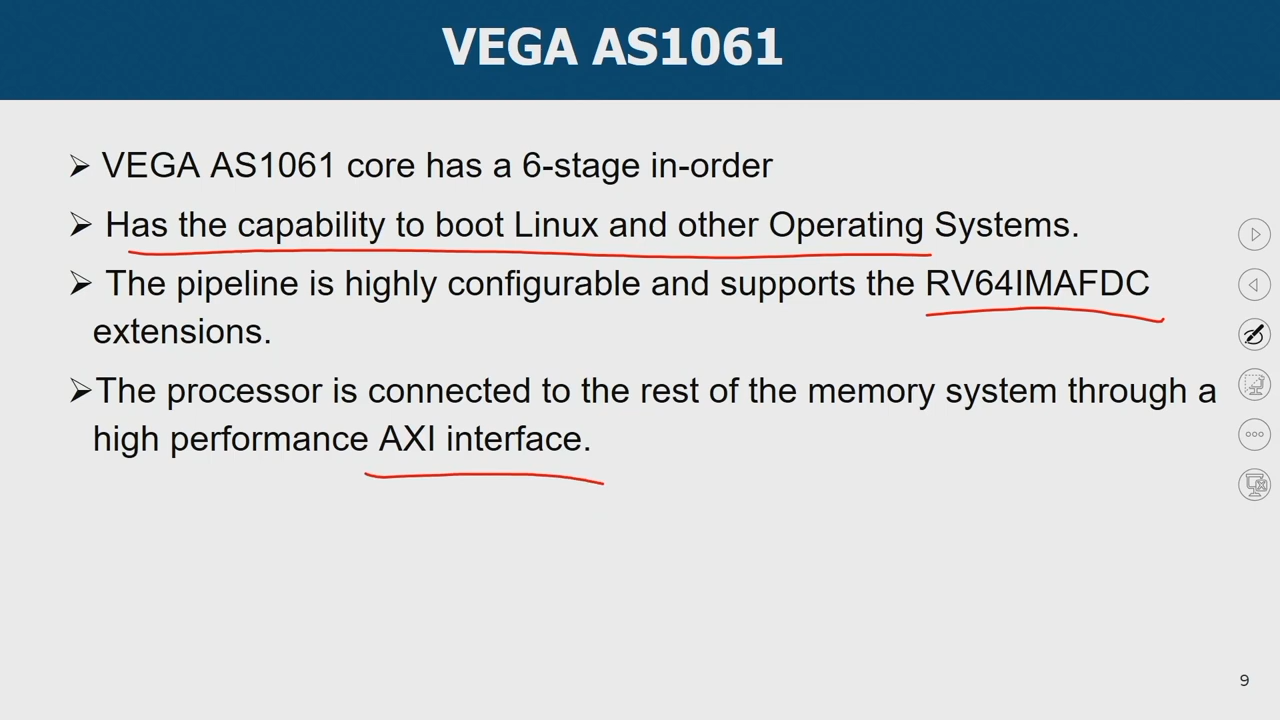 VEGA AS1061
➢ VEGA AS1061 core has a 6-stage in-order
➢ Has the capability to boot Linux and other Operating Systems.
➢ The pipeline is highly configurable and supports the RV64IMAFDC
extensions.
➢The processor is connected to the rest of the memory system through a
high performance AXI interface.
9